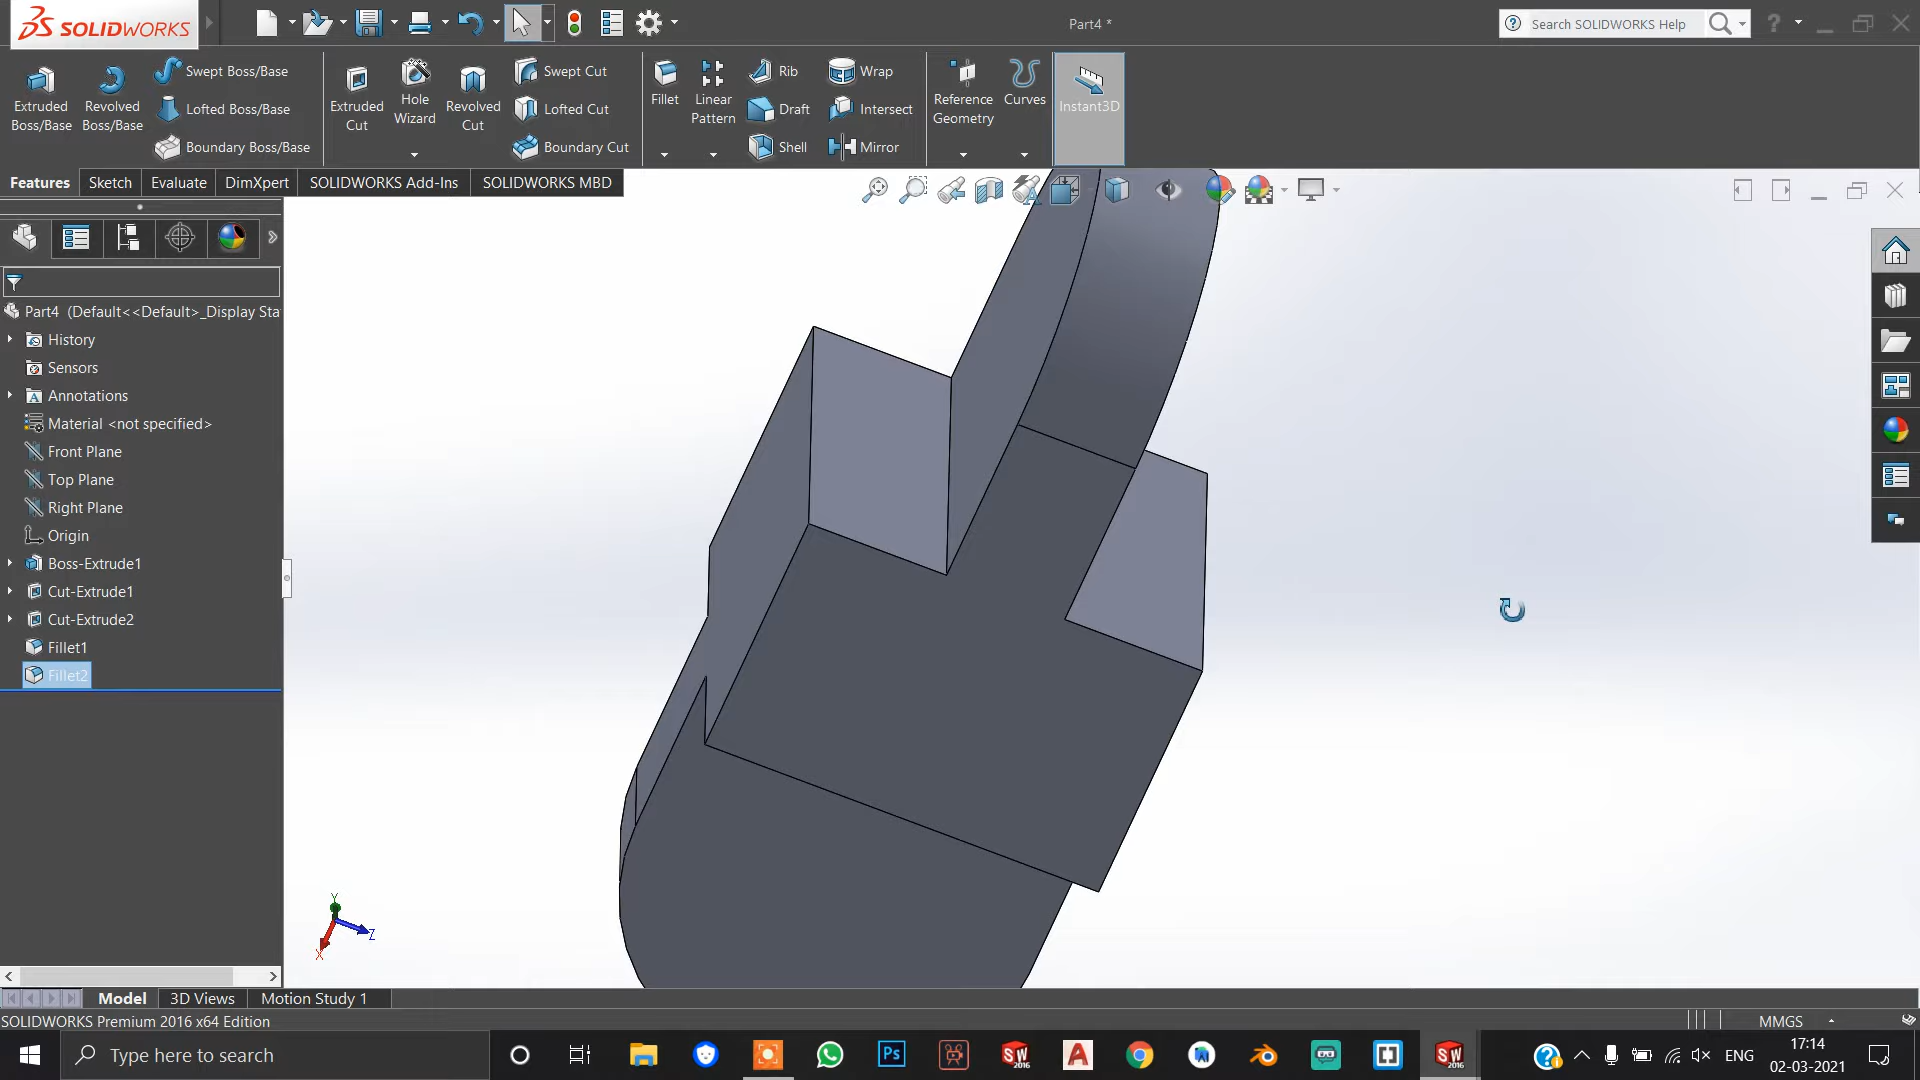 SOLIDWORKS
Part4 *
Search SOLIDWORKS Help
Extruded Boss/Base
Revolved Boss/Base
Swept Boss/Base
Lofted Boss/Base
Boundary Boss/Base
Extruded Cut
Hole Wizard
Revolved Cut
Swept Cut
Lofted Cut
Boundary Cut
Fillet
Linear Pattern
Rib
Draft
Shell
Wrap
Intersect
Mirror
Reference Geometry
Curves
Instant3D
Features
Sketch
Evaluate
DimXpert
SOLIDWORKS Add-Ins
SOLIDWORKS MBD
Part4 (Default<<Default>_Display Sta
History
Sensors
Annotations
Material <not specified>
Front Plane
Top Plane
Right Plane
Origin
Boss-Extrude1
Cut-Extrude1
Cut-Extrude2
Fillet1
Fillet2
Y
Z
X
Model
3D Views
Motion Study 1
SOLIDWORKS Premium 2016 x64 Edition
MMGS
Type here to search
Ps
SW 2016
A
SW 2016
ENG
17:14
02-03-2021